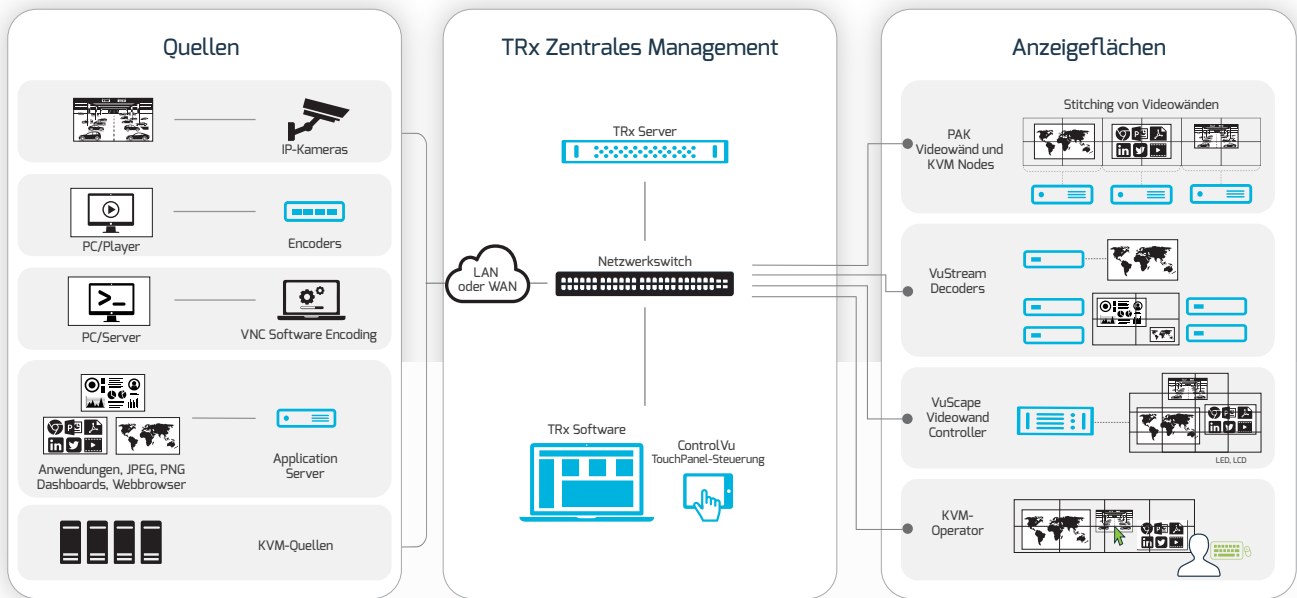 Quellen
IP-Kameras
PC/Player
Encoders
>_
PC/Server
VNC Software Encoding
Anwendungen, JPEG, PNG
Dashboards, Webbrowser
Application
Server
KVM-Quellen
LAN
oder WAN
TRx Zentrales Management
TRx Server
Netzwerkswitch
TRx Software
ControlVu
TouchPanel-Steuerung
Anzeigeflächen
PAK
Videowänd und
KVM Nodes
Stitching von Videowänden
VuStream
Decoders
VuScape
Videowand
Controller
LED, LCD
KVM-
Operator